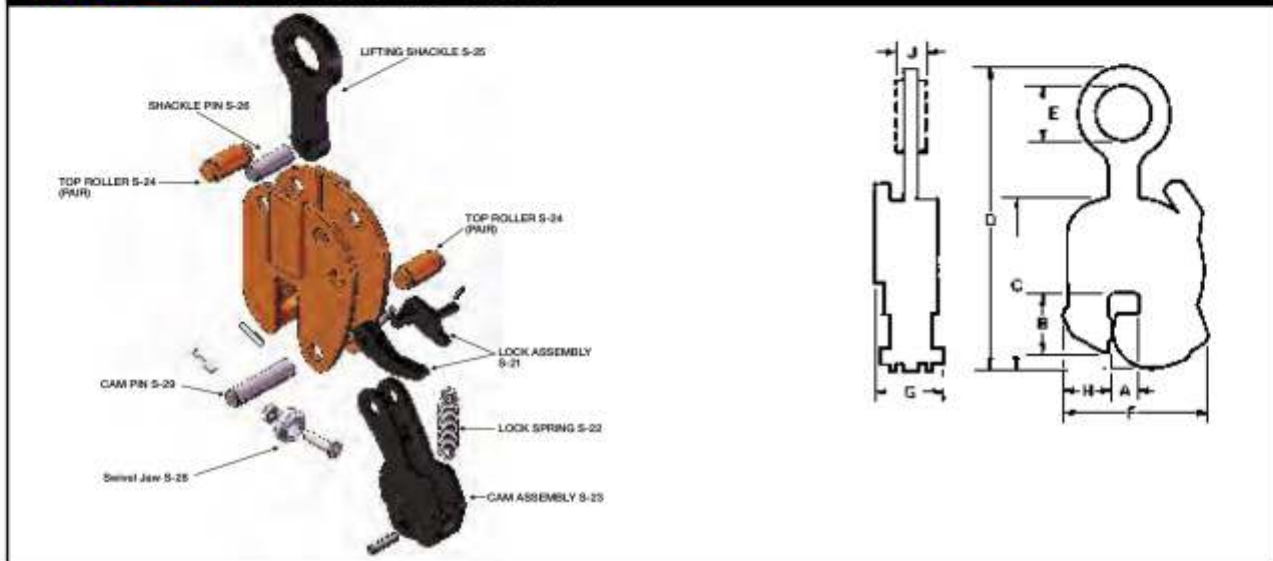 LIFTING SHACKLE S-25
SHACKLE PIN S-26
TOP ROLLER S-24
(PAIR)
TOP ROLLER S-24
(PAIR)
LOCK ASSEMBLY
S-21
CAM PIN S-29
LOCK SPRING S-22
Swivel Jaw S-28
CAM ASSEMBLY S-23
J
E
D
C
B
G
H
A
F